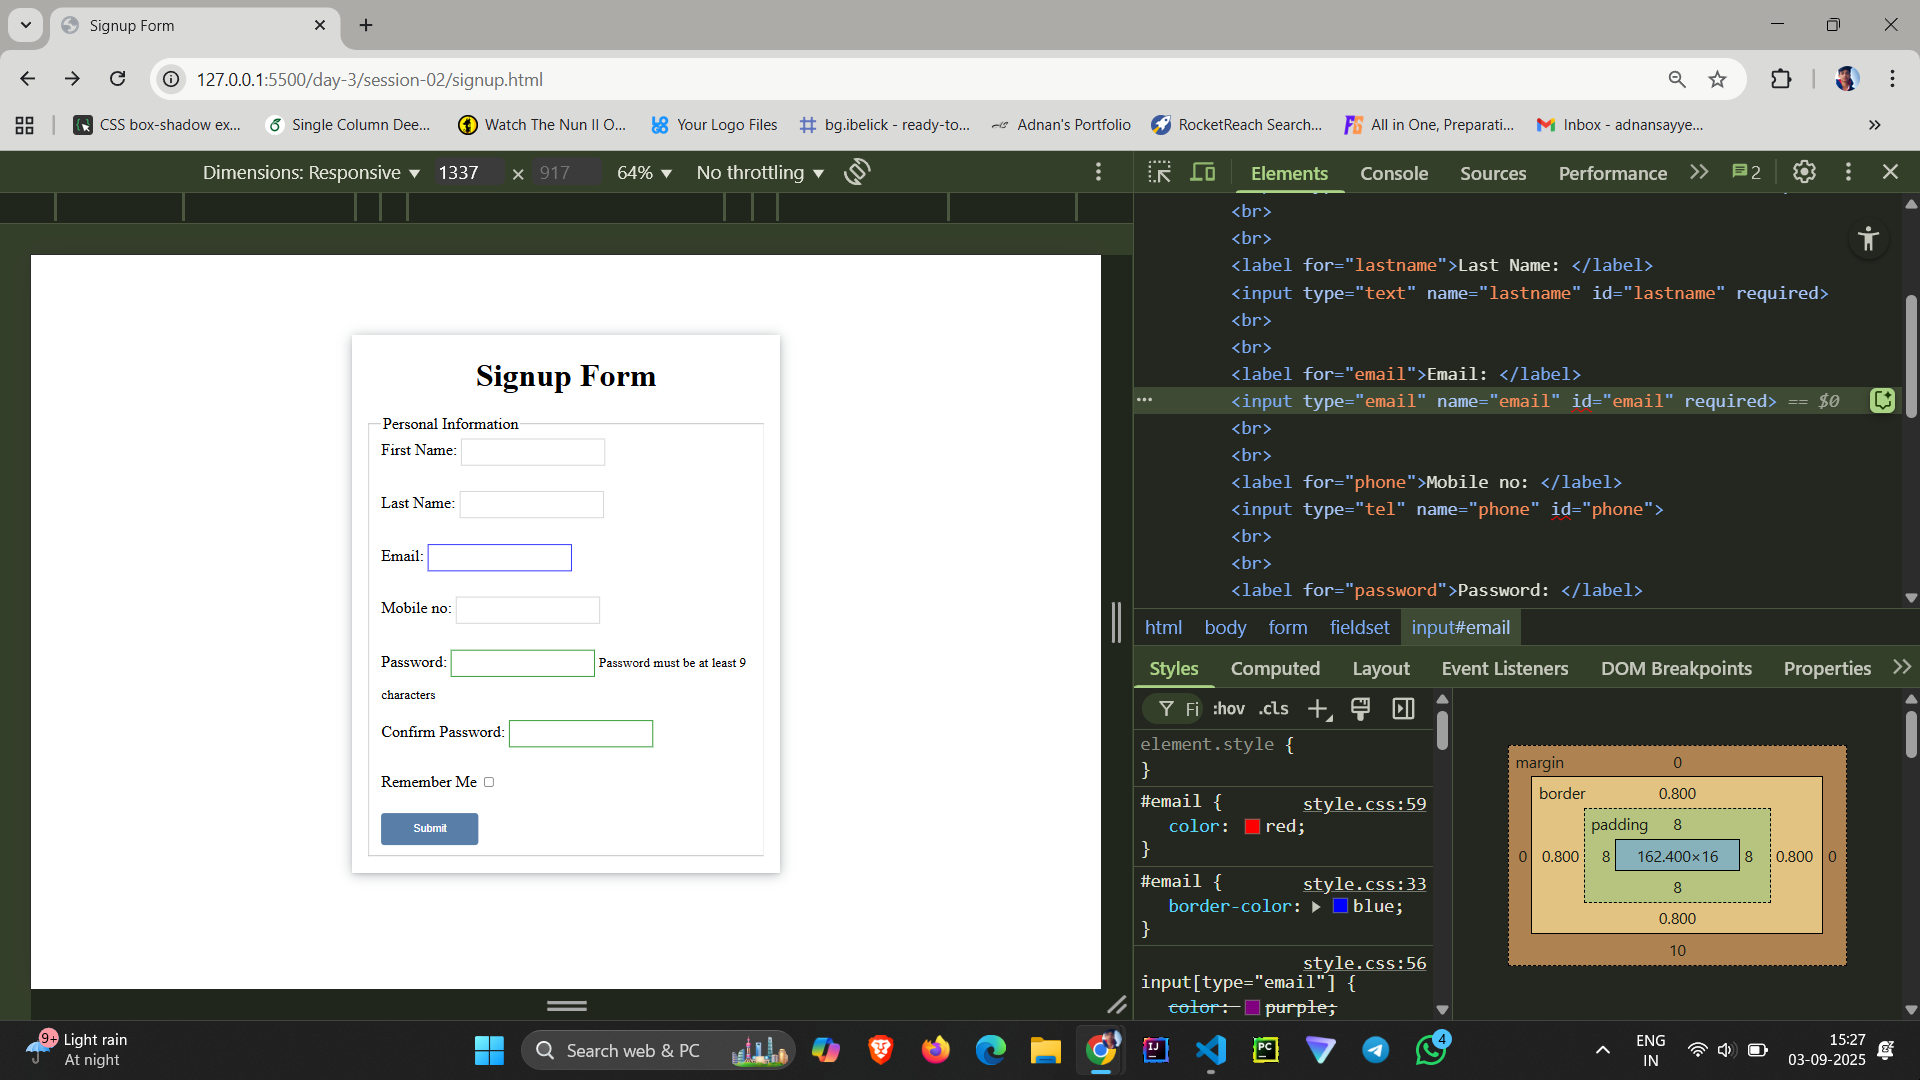 Signup Form
127.0.0.1:5500/day-3/session-02/signup.html
CSS box-shadow ex...
Single Column Dee...
Watch The Nun II O...
Your Logo Files
bg.ibelick - ready-to...
Adnan's Portfolio
RocketReach Search...
All in One, Preparati...
Inbox - adnansayye...
Dimensions: Responsive
1337
×
917
64%
No throttling
Elements
Console
Sources
Performance
2
Signup Form
Personal Information
First Name:
Last Name:
Email:
Mobile no:
Password:
Password must be at least 9
characters
Confirm Password:
Remember Me
Submit
<br>
<br>
<label for="lastname">Last Name: </label>
<input type="text" name="lastname" id="lastname" required>
<br>
<br>
<label for="email">Email: </label>
<input type="email" name="email" id="email" required> == $0
<br>
<br>
<label for="phone">Mobile no: </label>
<input type="tel" name="phone" id="phone">
<br>
<br>
<label for="password">Password: </label>
html
body
form
fieldset
input#email
Styles
Computed
Layout
Event Listeners
DOM Breakpoints
Properties
Fi
:hov
.cls
element.style {
}
#email {
style.css:59
color: red;
}
#email {
style.css:33
border-color: blue;
}
style.css:56
input[type="email"] {
color: purple;
margin
0
border
0.800
padding
8
0
0.800
8
162.400×16
8
0.800
0
8
0.800
10
9+
Light rain
At night
Search web & PC
4
ENG
IN
15:27
03-09-2025